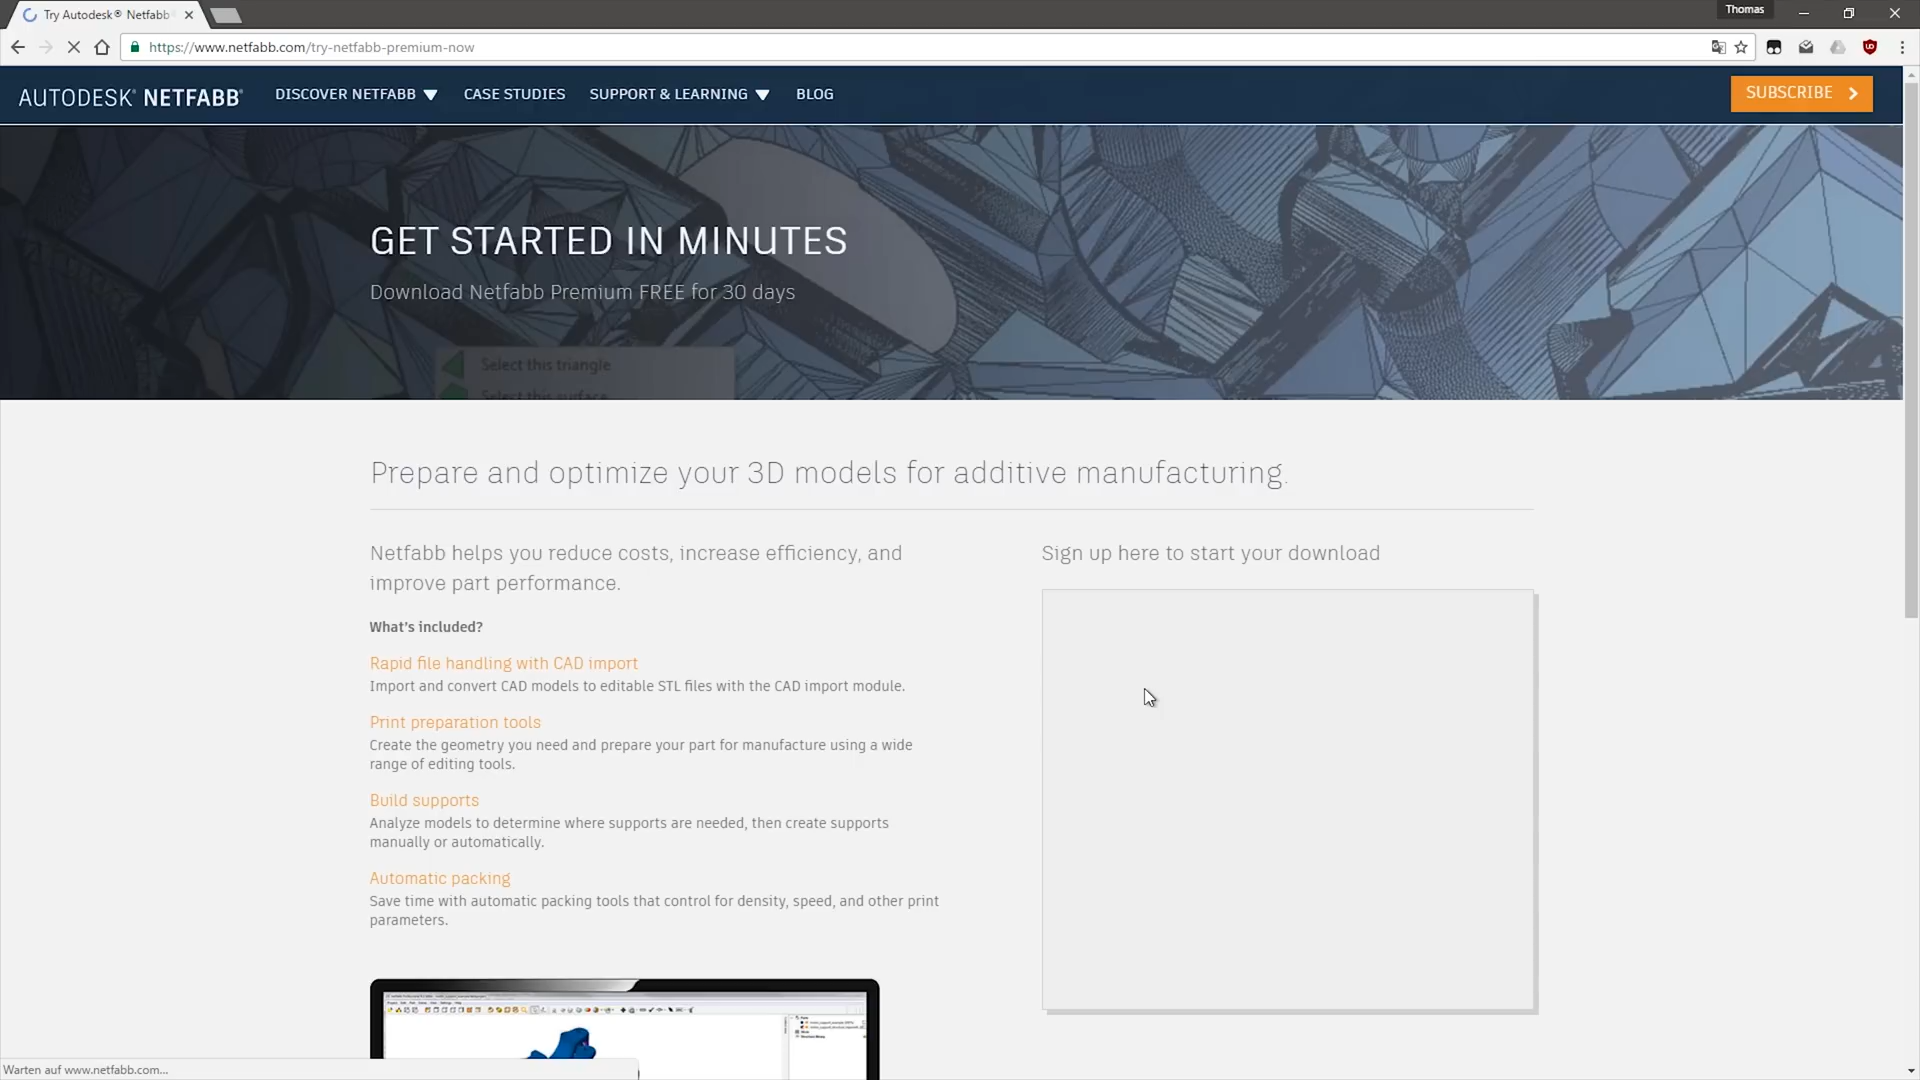 Try Autodesk® Netfabb
Thomas
https://www.netfabb.com/try-netfabb-premium-now
AUTODESK® NETFABB®
DISCOVER NETFABB
CASE STUDIES
SUPPORT & LEARNING
BLOG
SUBSCRIBE
GET STARTED IN MINUTES
Download Netfabb Premium FREE for 30 days
Select this triangle
Select this surface
Prepare and optimize your 3D models for additive manufacturing.
Netfabb helps you reduce costs, increase efficiency, and
improve part performance.
What's included?
Rapid file handling with CAD import
Import and convert CAD models to editable STL files with the CAD import module.
Print preparation tools
Create the geometry you need and prepare your part for manufacture using a wide
range of editing tools.
Build supports
Analyze models to determine where supports are needed, then create supports
manually or automatically.
Automatic packing
Save time with automatic packing tools that control for density, speed, and other print
parameters.
Sign up here to start your download
Warten auf www.netfabb.com...